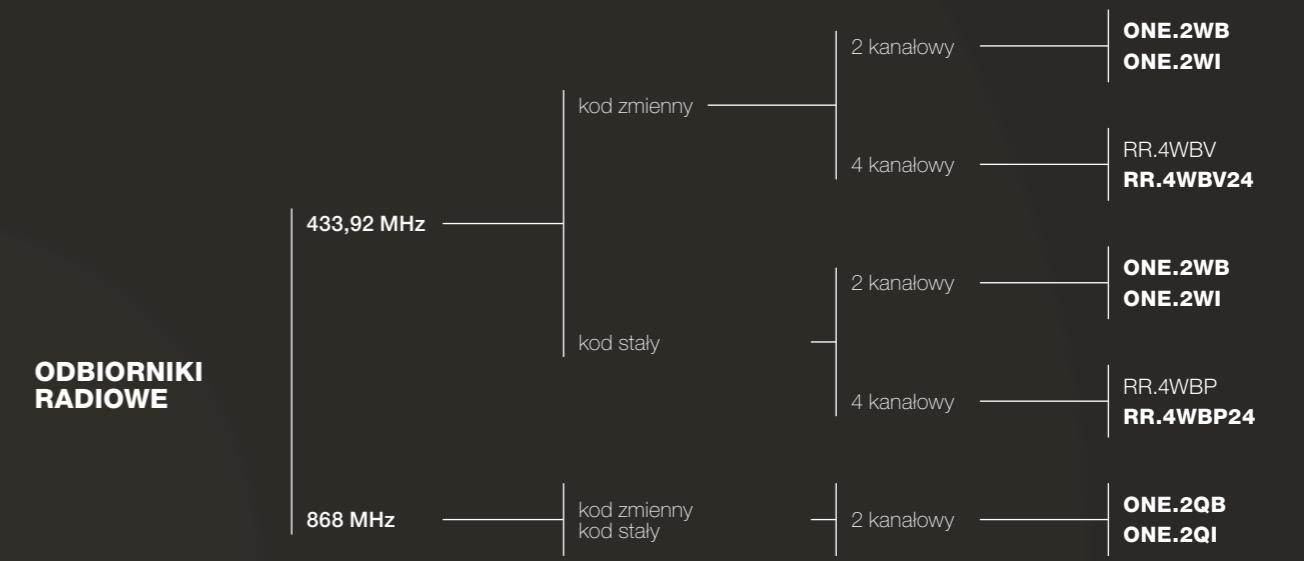 ODBIORNIKI
RADIOWE
433,92 MHz
kod zmienny
2 kanałowy
ONE.2WB
ONE.2WI
4 kanałowy
RR.4WBV
RR.4WBV24
kod stały
2 kanałowy
ONE.2WB
ONE.2WI
4 kanałowy
RR.4WBP
RR.4WBP24
868 MHz
kod zmienny
kod stały
2 kanałowy
ONE.2QB
ONE.2QI